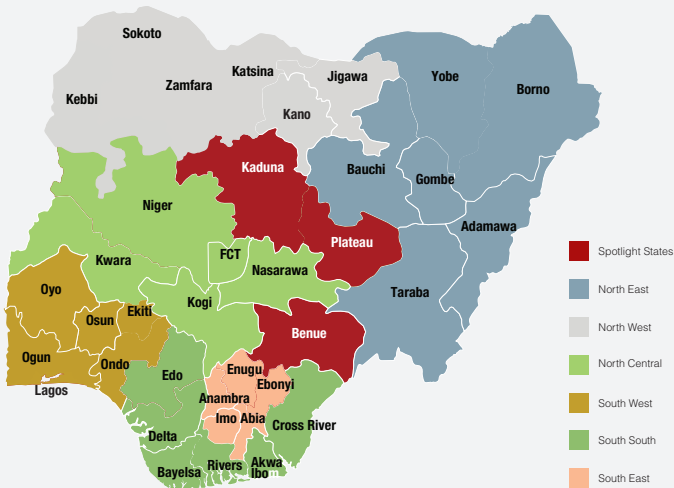 Sokoto
Katsina
Jigawa
Yobe
Borno
Kebbi
Zamfara
Kano
Kaduna
Bauchi
Gombe
Niger
Adamawa
Plateau
FCT
Nasarawa
Kwara
Taraba
Oyo
Kogi
Osun
Ekiti
Benue
Ogun
Ondo
Edo
Enugu
Ebonyi
Lagos
Anambra
Imo
Abia
Cross River
Delta
Bayelsa
Rivers
Akwa
Ibom
Spotlight States
North East
North West
North Central
South West
South South
South East